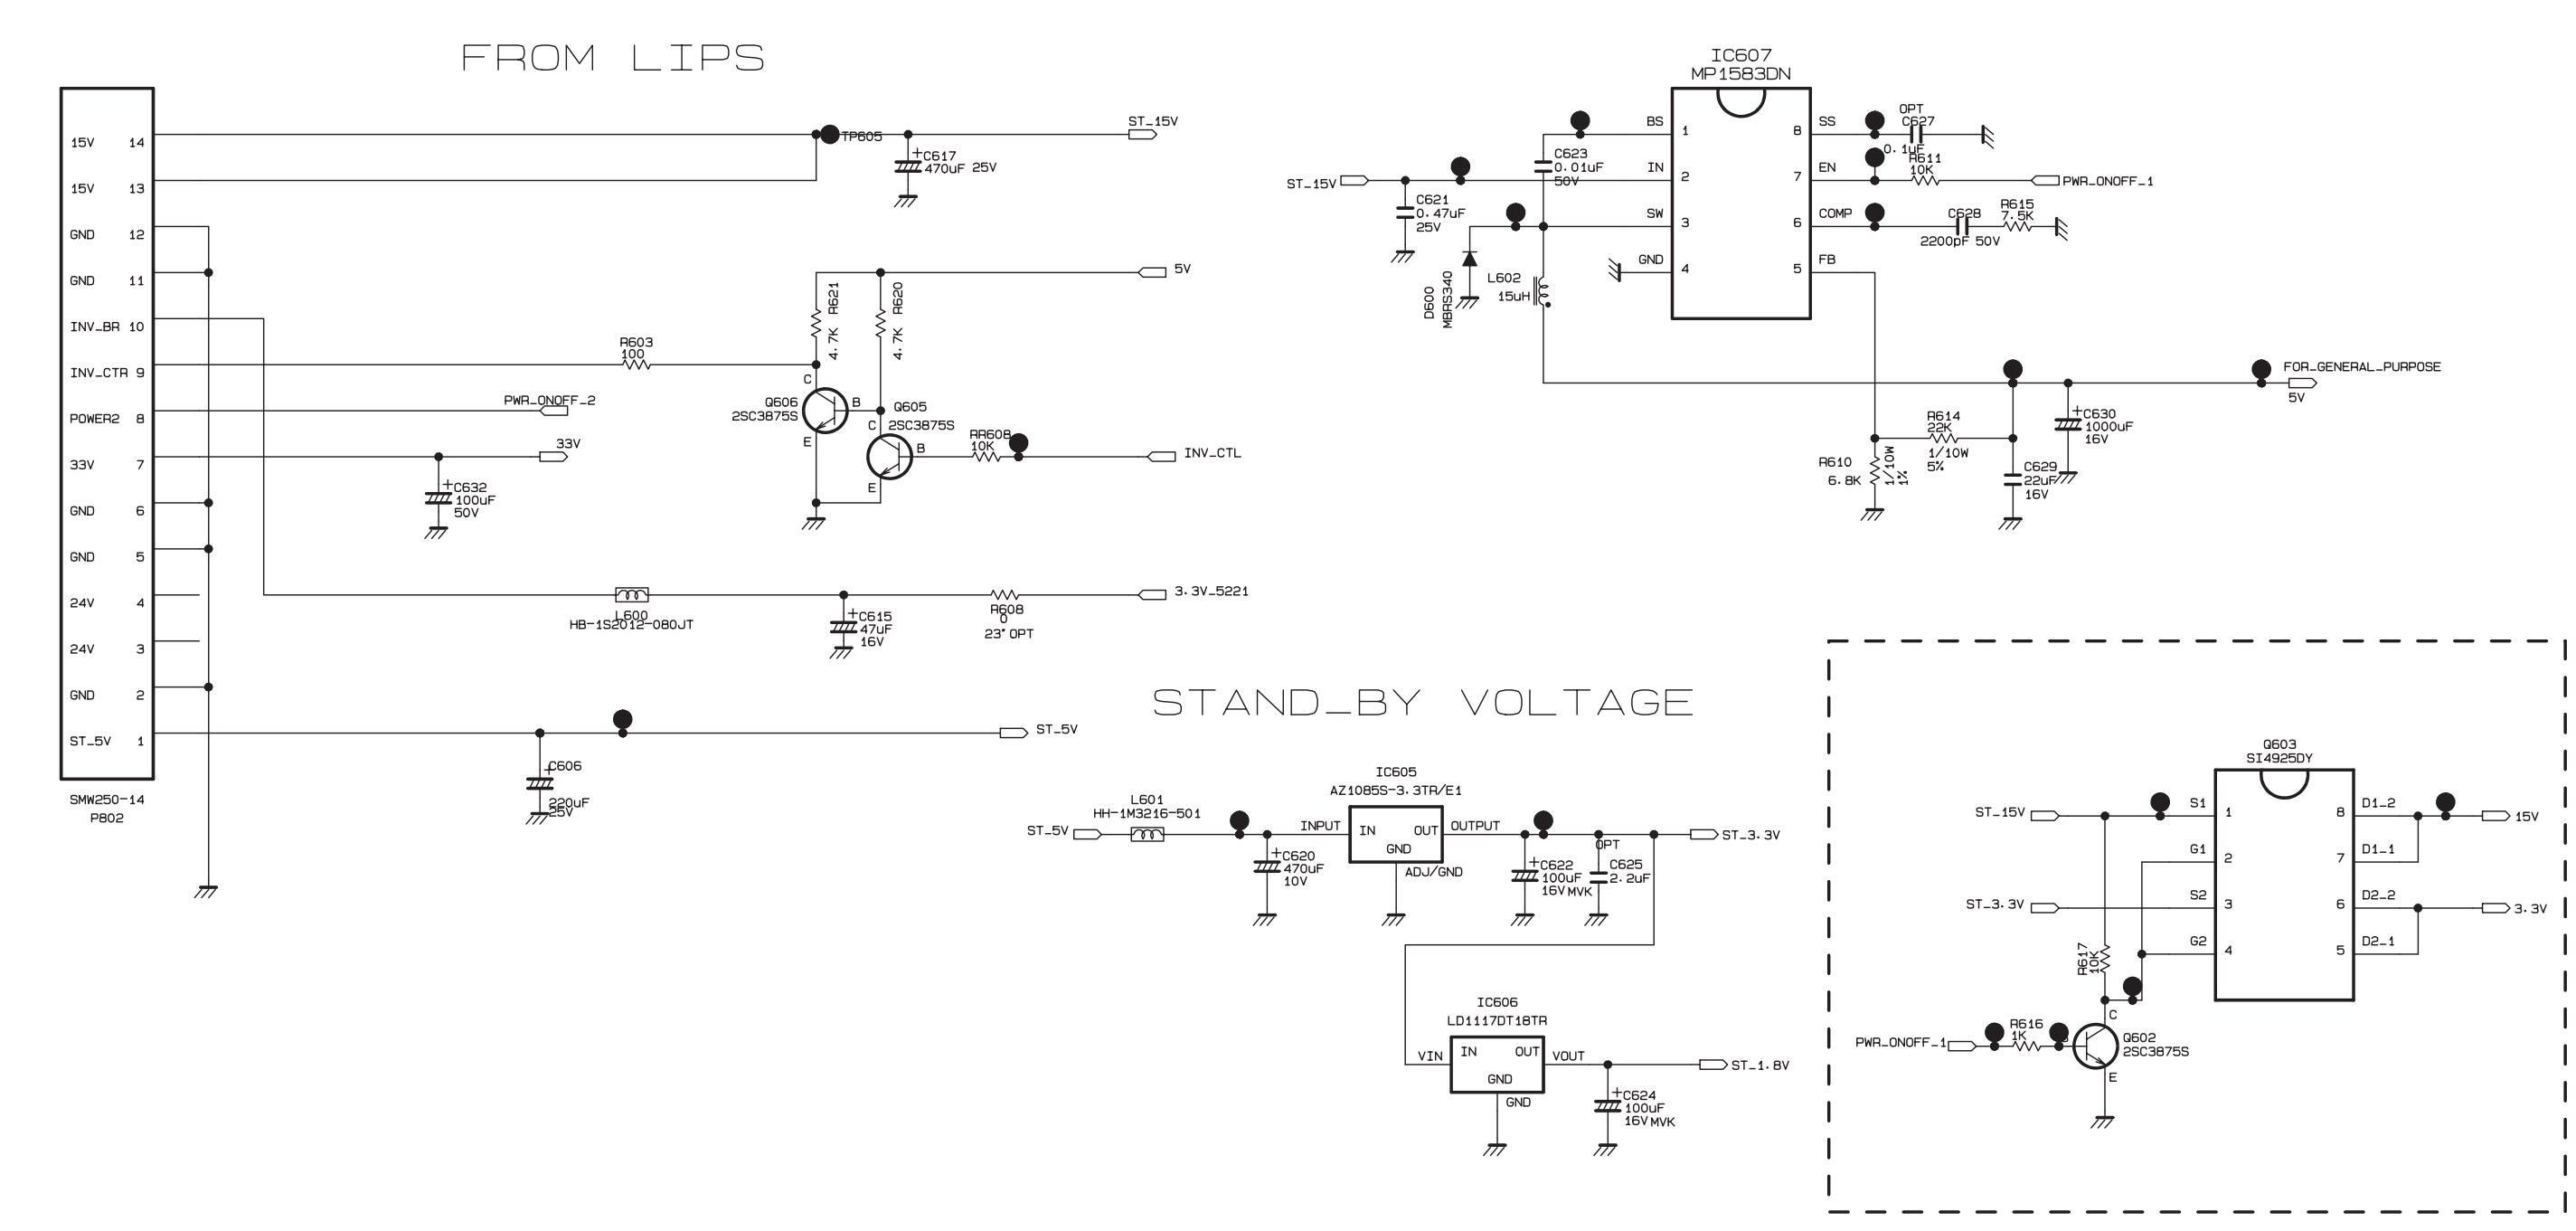 FROM LIPS
15V 14
15V 13
GND 12
GND 11
INV_BR 10
INV_CTR 9
POWER2 8
33V 7
GND 6
GND 5
24V 4
24V 3
GND 2
ST_5V 1
SMW250-14
P802
TP605
ST_15V
C617
470uF 25V
5V
R621
4.7K
R620
4.7K
R603
100
PWR_ONOFF_2
33V
C632
100uF
50V
C
Q606
2SC3875S
B
E
Q605
2SC3875S
C
B
E
RR608
10K
INV_CTL
L600
HB-1S2012-080JT
C615
47uF
16V
R608
0
23" OPT
3.3V_5221
ST_5V
C606
220uF
25V
IC607
MP1583DN
BS 1
IN 2
SW 3
GND 4
8 SS
7 EN
6 COMP
5 FB
OPT
C627
0.1uF
R611
10K
PWR_ONOFF_1
C628
2200pF 50V
R615
7.5K
C623
0.01uF
50V
ST_15V
C621
0.47uF
25V
D600
MBRS340
L602
15uH
FOR_GENERAL_PURPOSE
5V
R614
22K
1/10W
5%
R610
6.8K
1/10W
1%
C630
1000uF
16V
C629
22uF
16V
STAND_BY VOLTAGE
IC605
AZ1085S-3.3TR/E1
L601
HH-1M3216-501
ST_5V
INPUT
IN OUT
GND
OUTPUT
ADJ/GND
ST_3.3V
C620
470uF
10V
C622
100uF
16V MVK
OPT
C625
2.2uF
IC606
LD1117DT18TR
VIN
IN OUT
GND
VOUT
GND
ST_1.8V
C624
100uF
16V MVK
Q603
SI4925DY
ST_15V
S1 1
G1 2
S2 3
G2 4
8 D1_2
7 D1_1
6 D2_2
5 D2_1
15V
ST_3.3V
3.3V
R617
10K
PWR_ONOFF_1
R616
1K
C
Q602
2SC3875S
E